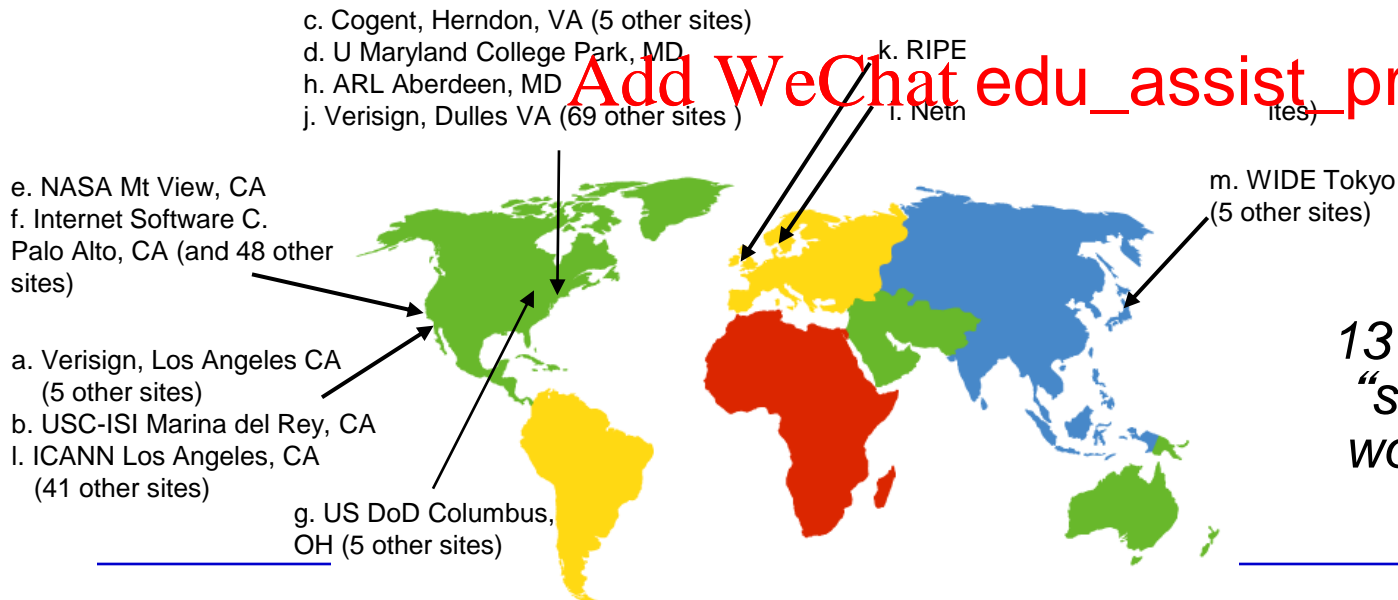 c. Cogent, Herndon, VA (5 other sites)
d. U Maryland College Park, MD
h. ARL Aberdeen, MD
j. Verisign, Dulles VA (69 other sites )
k. RIPE
i. Netn
ites)
Add WeChat edu_assist_pr
e. NASA Mt View, CA
f. Internet Software C.
Palo Alto, CA (and 48 other
sites)
m. WIDE Tokyo
(5 other sites)
a. Verisign, Los Angeles CA
(5 other sites)
b. USC-ISI Marina del Rey, CA
l. ICANN Los Angeles, CA
(41 other sites)
g. US DoD Columbus,
OH (5 other sites)
13
“s
wo